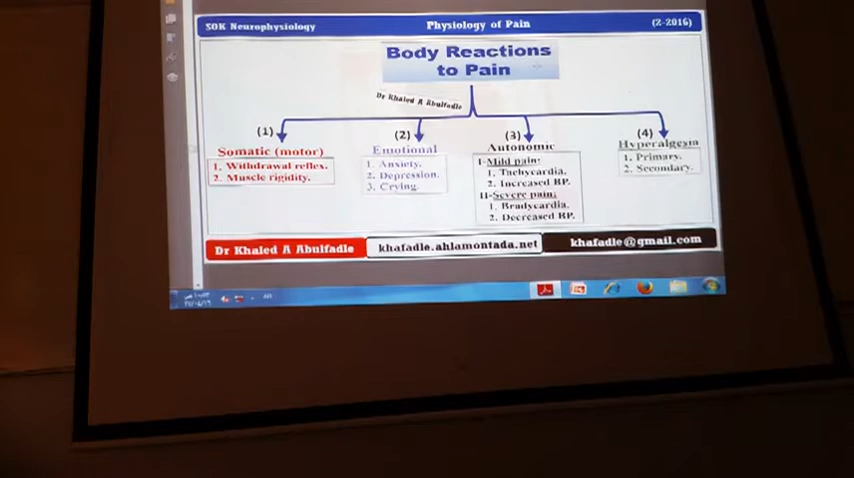 SOK Neurophysiology
Physiology of Pain
(2-2016)
Body Reactions
to Pain
Dr Khaled A Abulfadle
(1)
Somatic (motor)
1. Withdrawal reflex.
2. Muscle rigidity.
(2)
Emotional
1. Anxiety.
2. Depression.
3. Crying.
(3)
Autonomic
I-Mild pain:
1. Tachycardia.
2. Increased BP.
II-Severe pain:
1. Bradycardia.
2. Decreased BP.
(4)
Hyperalgesia
1. Primary.
2. Secondary.
Dr Khaled A Abulfadle
khafadle.ahlamontada.net
khafadle@gmail.com